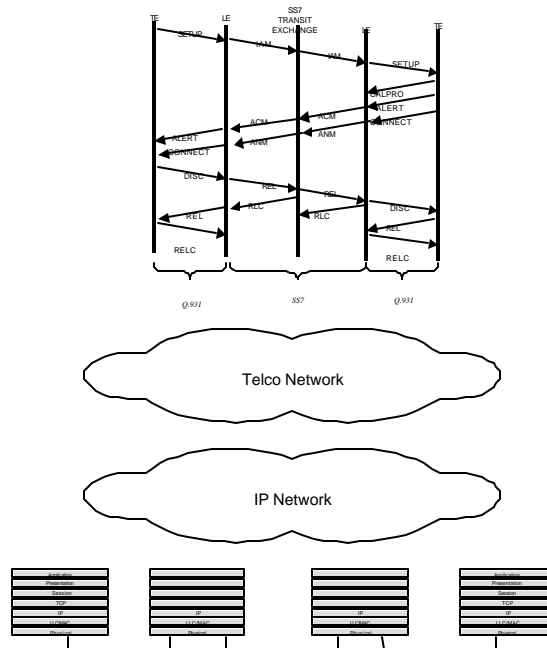 TE
LE
SS7
TRANSIT
EXCHANGE
LE
TE
SETUP
IAM
IAM
SETUP
CALPRO
ALERT
CONNECT
ACM
ACM
ANM
ANM
ALERT
CONNECT
DISC
REL
REL
DISC
RLC
RLC
REL
REL
RELC
RELC
Q.931
SS7
Q.931
Telco Network
IP Network
Application
Presentation
Session
TCP
IP
LLC/MAC
Physical
IP
LLC/MAC
Physical
IP
LLC/MAC
Physical
Application
Presentation
Session
TCP
IP
LLC/MAC
Physical